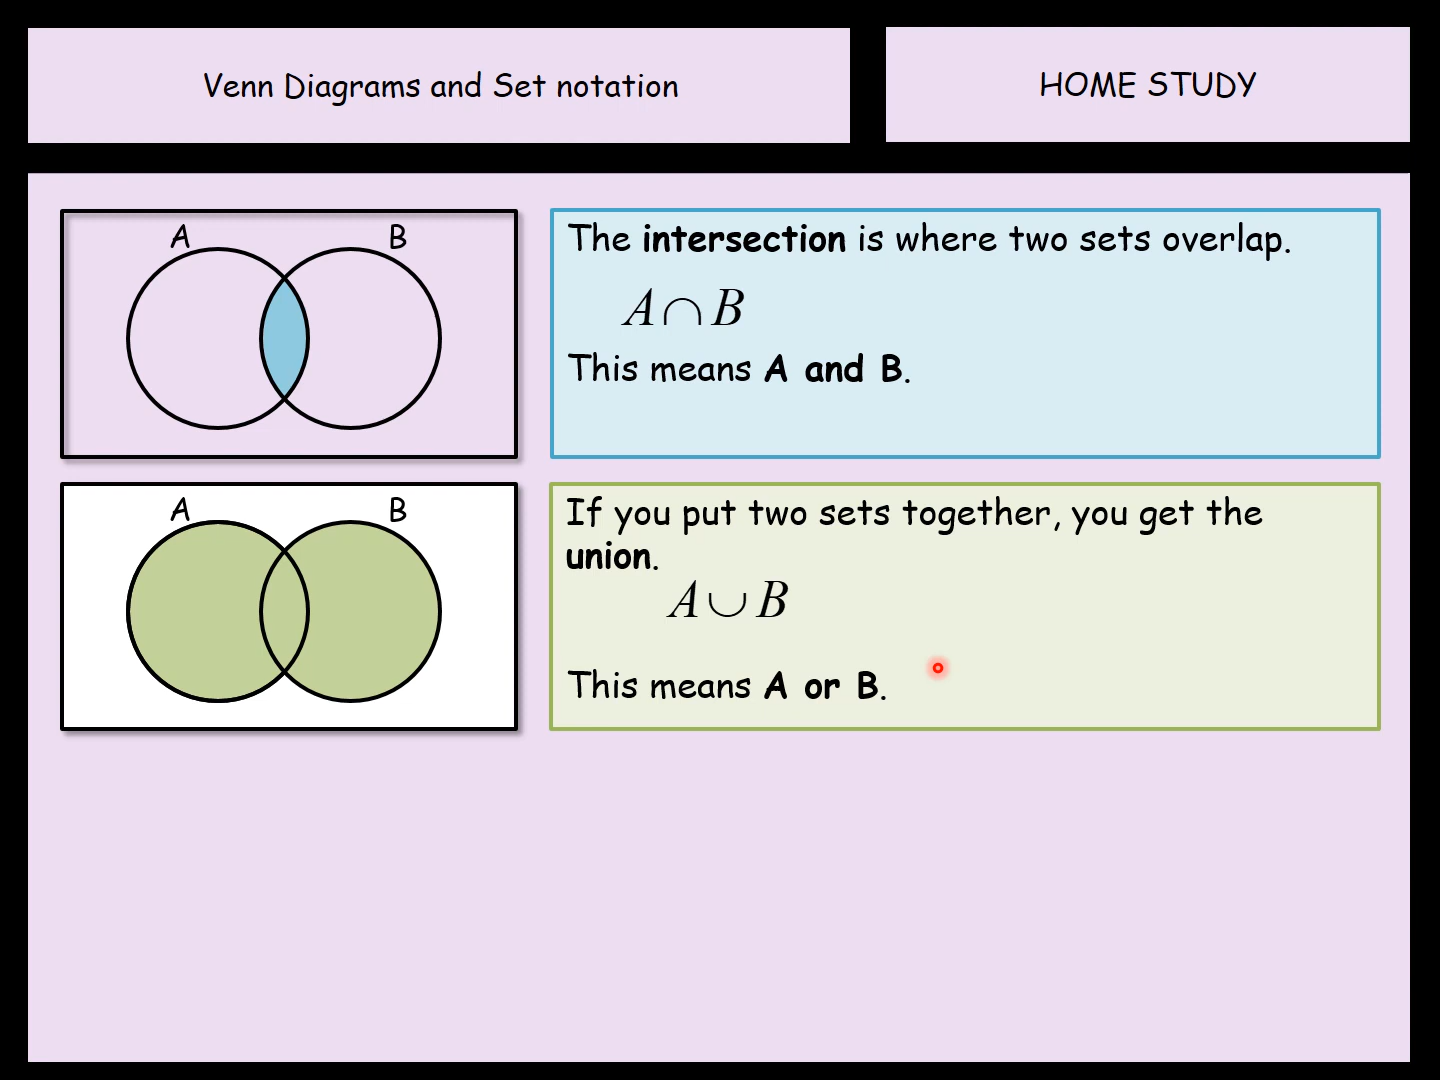 Venn Diagrams and Set notation
HOME STUDY
A B
The intersection is where two sets overlap.
A∩B
This means A and B.
A B
If you put two sets together, you get the
union.
A∪B
This means A or B.